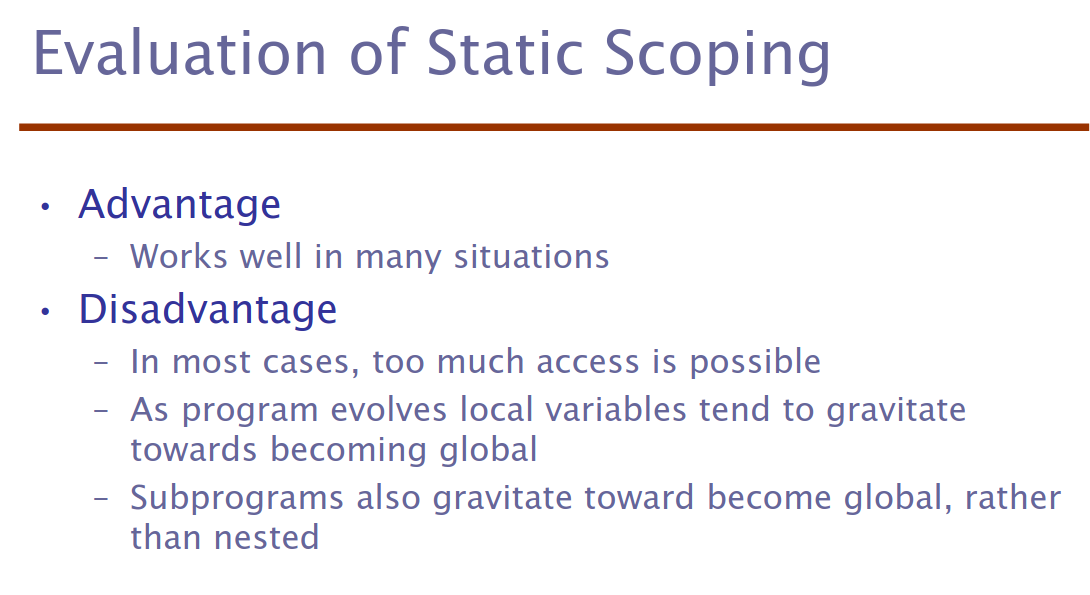 Evaluation of Static Scoping
• Advantage
– Works well in many situations
• Disadvantage
– In most cases, too much access is possible
– As program evolves local variables tend to gravitate
towards becoming global
– Subprograms also gravitate toward become global, rather
than nested